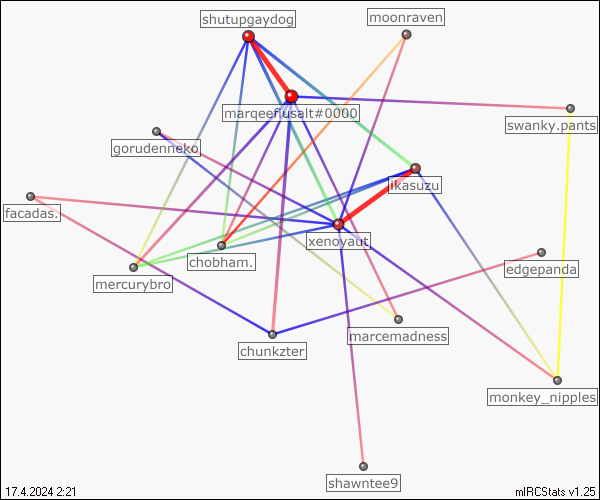 shutupgaydog
moonraven
marqeeflusalt#0000
swanky.pants
gorudenneko
ikasuzu
facadas.
xenoyaut
chobham.
edgepanda
mercurybro
marcemadness
chunkzter
monkey_nipples
shawntee9
17.4.2024 2:21
mIRCStats v1.25